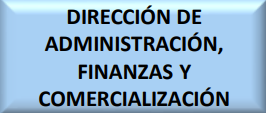 DIRECCIÓN DE
ADMINISTRACIÓN,
FINANZAS Y
COMERCIALIZACIÓN